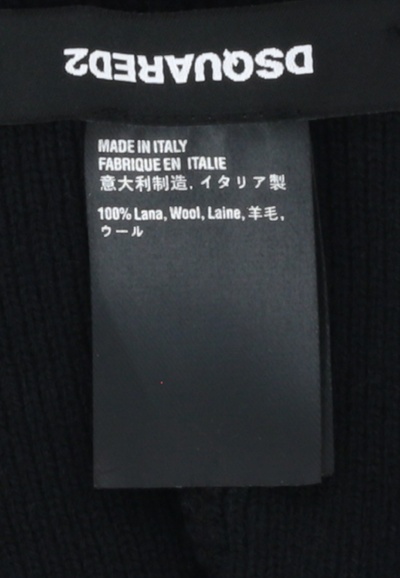 DSQUARED2
MADE IN ITALY
FABRIQUE EN ITALIE
意大利制造, イタリア製
100% Lana, Wool, Laine, 羊毛,
ウール